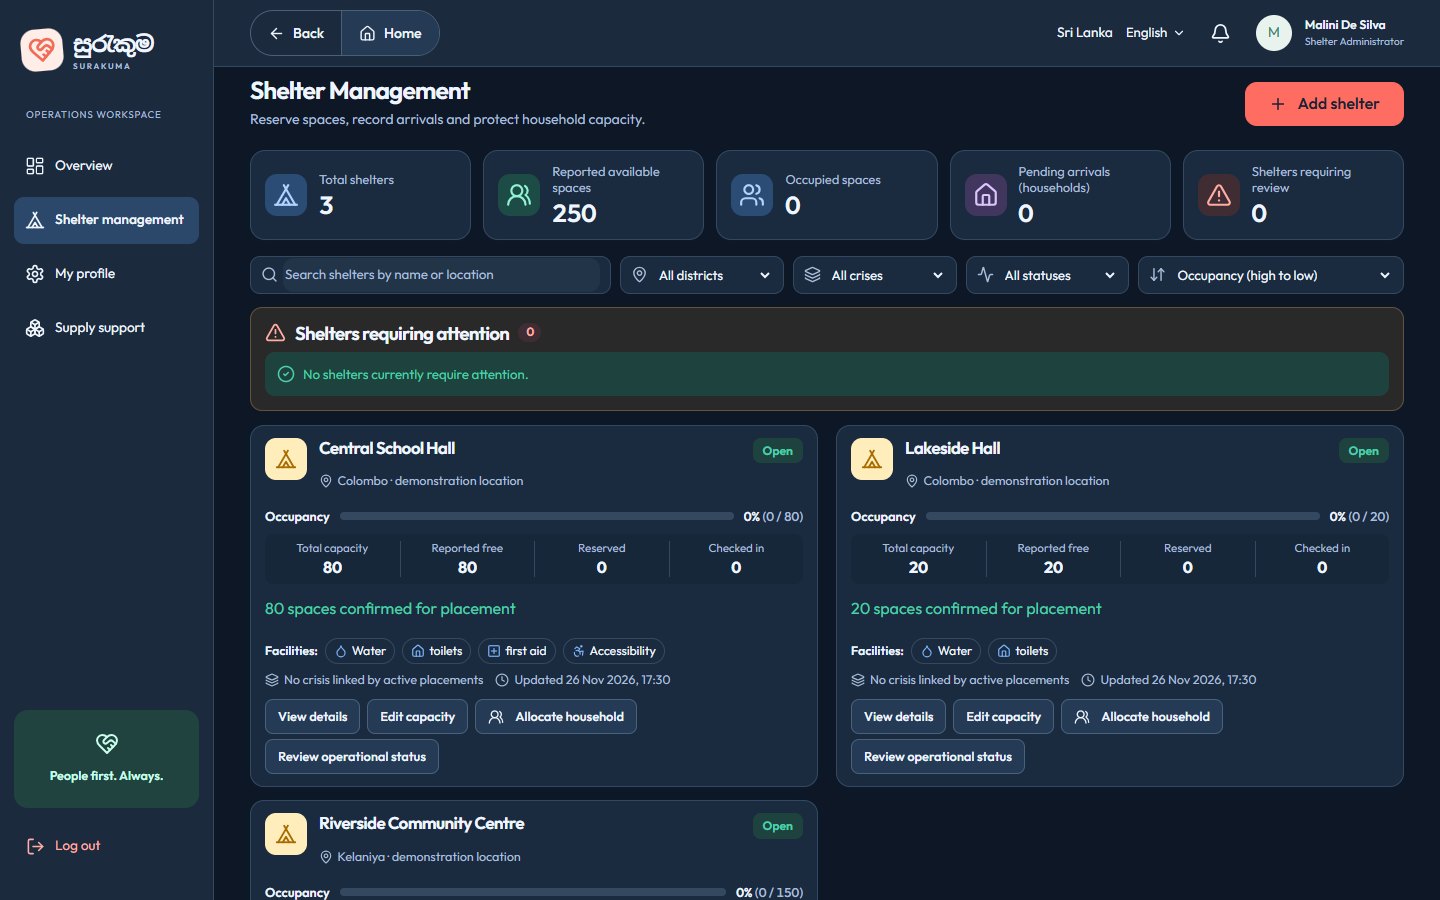 සුරැකුම
SURAKUMA
OPERATIONS WORKSPACE
Overview
Shelter management
My profile
Supply support
People first. Always.
Log out
Back
Home
Sri Lanka
English
M
Malini De Silva
Shelter Administrator
Shelter Management
Reserve spaces, record arrivals and protect household capacity.
+ Add shelter
Total shelters
3
Reported available
spaces
250
Occupied spaces
0
Pending arrivals
(households)
0
Shelters requiring
review
0
Search shelters by name or location
All districts
All crises
All statuses
Occupancy (high to low)
Shelters requiring attention 0
No shelters currently require attention.
Central School Hall
Open
Colombo · demonstration location
Occupancy 0% (0 / 80)
Total capacity Reported free Reserved Checked in
80 80 0 0
80 spaces confirmed for placement
Facilities: Water toilets first aid Accessibility
No crisis linked by active placements Updated 26 Nov 2026, 17:30
View details Edit capacity Allocate household
Review operational status
Lakeside Hall
Open
Colombo · demonstration location
Occupancy 0% (0 / 20)
Total capacity Reported free Reserved Checked in
20 20 0 0
20 spaces confirmed for placement
Facilities: Water toilets
No crisis linked by active placements Updated 26 Nov 2026, 17:30
View details Edit capacity Allocate household
Review operational status
Riverside Community Centre
Open
Kelaniya · demonstration location
Occupancy 0% (0 / 150)